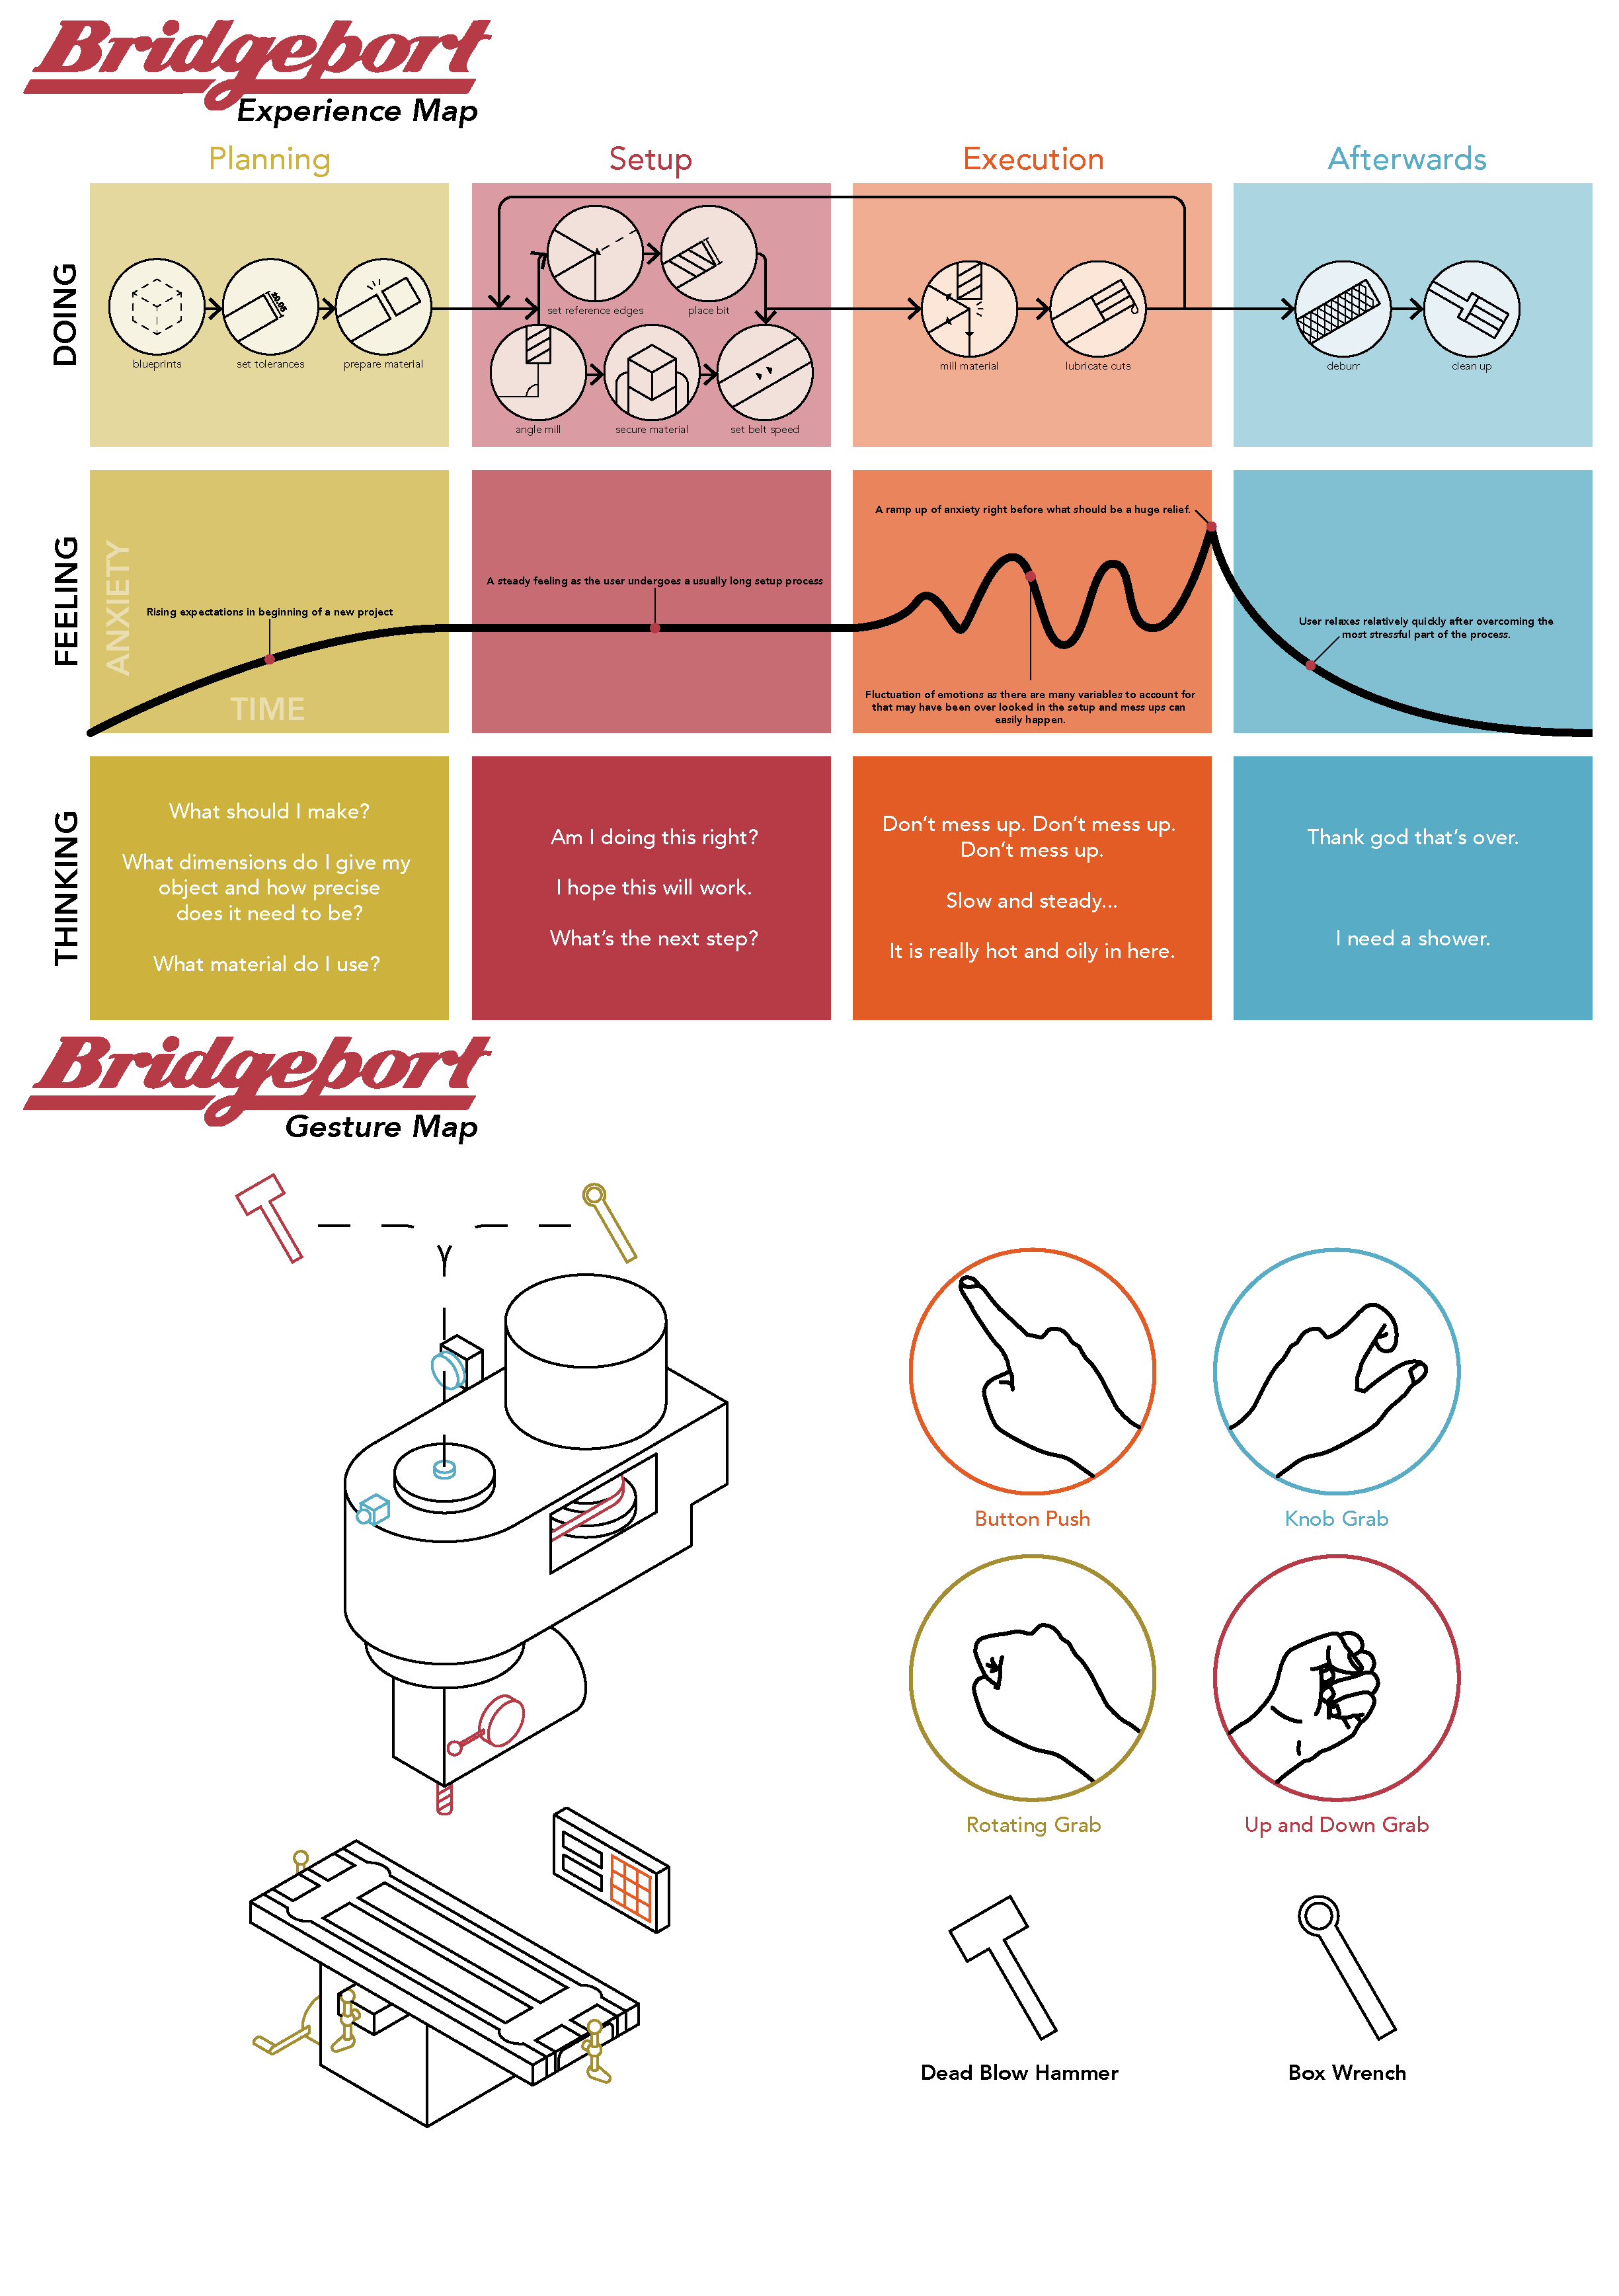 Bridgeport
Experience Map
Planning
Setup
Execution
Afterwards
DOING
blueprints
±0.05
set tolerances
prepare material
set reference edges
place bit
angle mill
secure material
set belt speed
mill material
lubricate cuts
deburr
clean up
FEELING
ANXIETY
TIME
Rising expectations in beginning of a new project
A steady feeling as the user undergoes a usually long setup process
A ramp up of anxiety right before what should be a huge relief.
Fluctuation of emotions as there are many variables to account for
that may have been over looked in the setup and mess ups can
easily happen.
User relaxes relatively quickly after overcoming the
most stressful part of the process.
THINKING
What should I make?
What dimensions do I give my
object and how precise
does it need to be?
What material do I use?
Am I doing this right?
I hope this will work.
What's the next step?
Don't mess up. Don't mess up.
Don't mess up.
Slow and steady...
It is really hot and oily in here.
Thank god that's over.
I need a shower.
Bridgeport
Gesture Map
Button Push
Knob Grab
Rotating Grab
Up and Down Grab
Dead Blow Hammer
Box Wrench